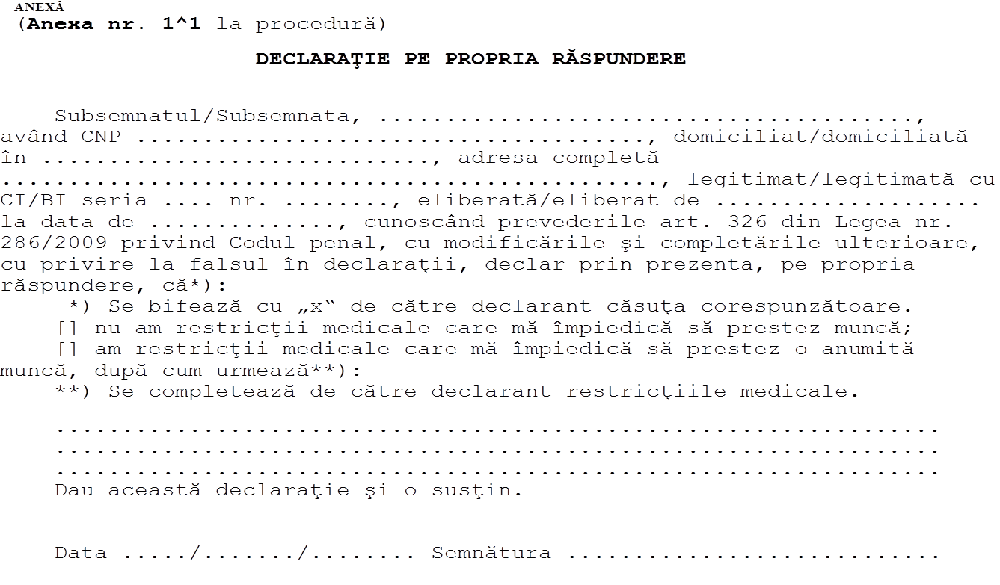 ANEXĂ
(Anexa nr. 1^1 la procedură)
DECLARAŢIE PE PROPRIA RĂSPUNDERE
Subsemnatul/Subsemnata, ........................................,
având CNP ......................................, domiciliat/domiciliată
în ............................., adresa completă
................................................., legitimat/legitimată cu
CI/BI seria .... nr. ........, eliberată/eliberat de ....................
la data de .............., cunoscând prevederile art. 326 din Legea nr.
286/2009 privind Codul penal, cu modificările şi completările ulterioare,
cu privire la falsul în declaraţii, declar prin prezenta, pe propria
răspundere, că*):
*) Se bifează cu „x‟ de către declarant căsuţa corespunzătoare.
[] nu am restricţii medicale care mă împiedică să prestez muncă;
[] am restricţii medicale care mă împiedică să prestez o anumită
muncă, după cum urmează**):
**) Se completează de către declarant restricţiile medicale.
..................................................................
..................................................................
..................................................................
Dau această declaraţie şi o susţin.
Data ...../......./........ Semnătura ............................